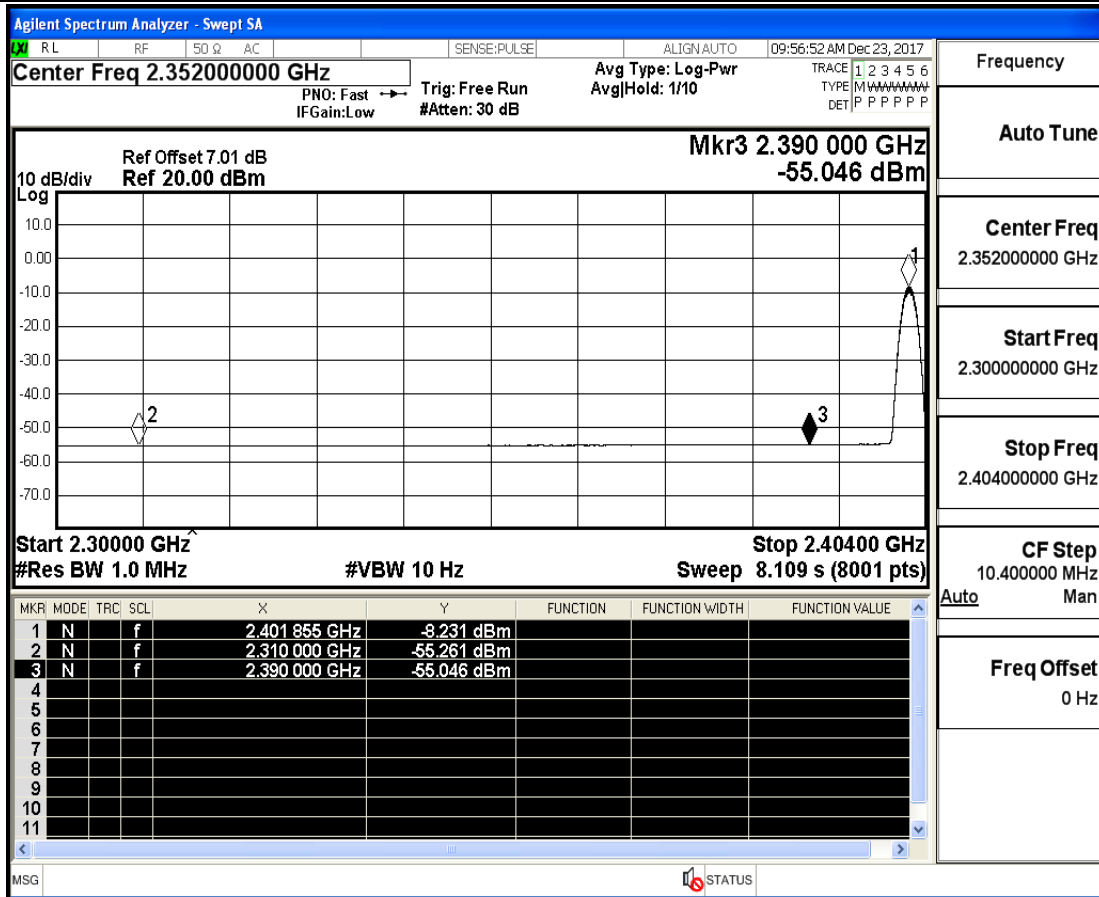 Agilent Spectrum Analyzer - Swept SA
LXI RL RF 50 Ω AC SENSE:PULSE ALIGN AUTO 09:56:52 AM Dec 23, 2017
Center Freq 2.352000000 GHz
PNO: Fast
IFGain:Low
Trig: Free Run
#Atten: 30 dB
Avg Type: Log-Pwr
Avg|Hold: 1/10
TRACE 1 2 3 4 5 6
TYPE M WWWWW
DET P P P P P P
Mkr3 2.390 000 GHz
-55.046 dBm
Ref Offset 7.01 dB
10 dB/div Ref 20.00 dBm
Log
10.0
0.00
-10.0
-20.0
-30.0
-40.0
-50.0
-60.0
-70.0
1
2
3
Start 2.30000 GHz Stop 2.40400 GHz
#Res BW 1.0 MHz #VBW 10 Hz Sweep 8.109 s (8001 pts)
MKR MODE TRC SCL X Y FUNCTION FUNCTION WIDTH FUNCTION VALUE
1 N f 2.401 855 GHz -8.231 dBm
2 N f 2.310 000 GHz -55.261 dBm
3 N f 2.390 000 GHz -55.046 dBm
4
5
6
7
8
9
10
11
MSG STATUS
Frequency
Auto Tune
Center Freq
2.352000000 GHz
Start Freq
2.300000000 GHz
Stop Freq
2.404000000 GHz
CF Step
10.400000 MHz
Auto Man
Freq Offset
0 Hz